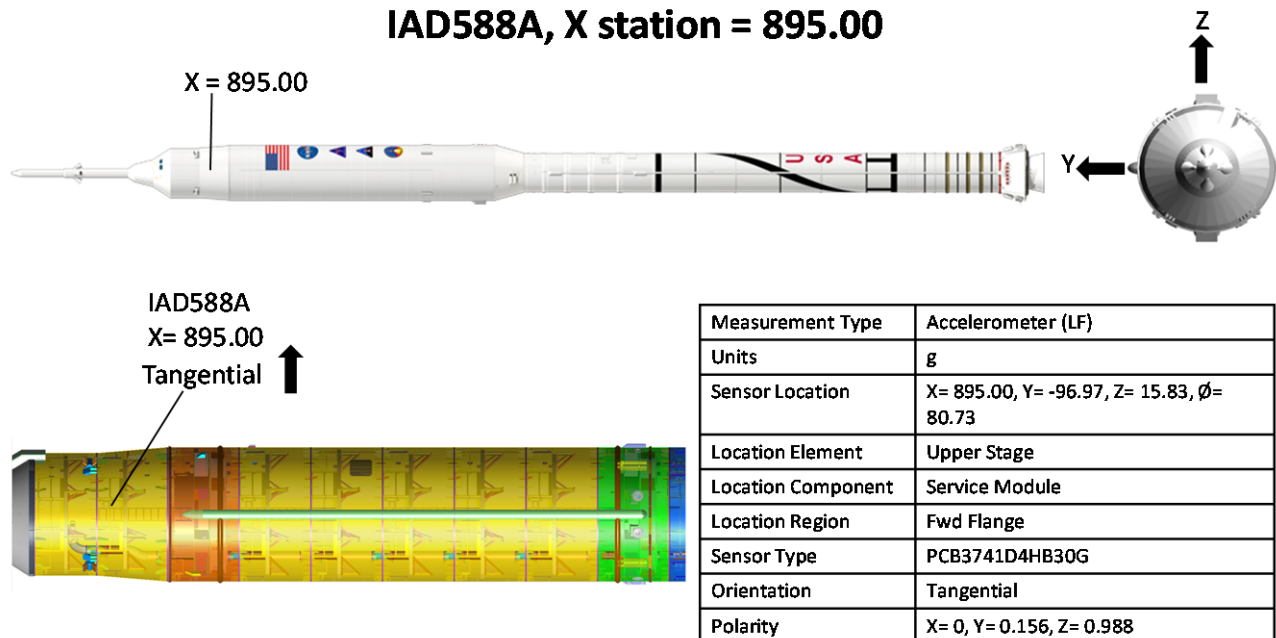 IAD588A, X station = 895.00
Z
X = 895.00
Y
USA
IAD588A
X= 895.00
Tangential
Measurement Type Accelerometer (LF)
Units g
Sensor Location X= 895.00, Y= -96.97, Z= 15.83, Ø=
80.73
Location Element Upper Stage
Location Component Service Module
Location Region Fwd Flange
Sensor Type PCB3741D4HB30G
Orientation Tangential
Polarity X= 0, Y= 0.156, Z= 0.988